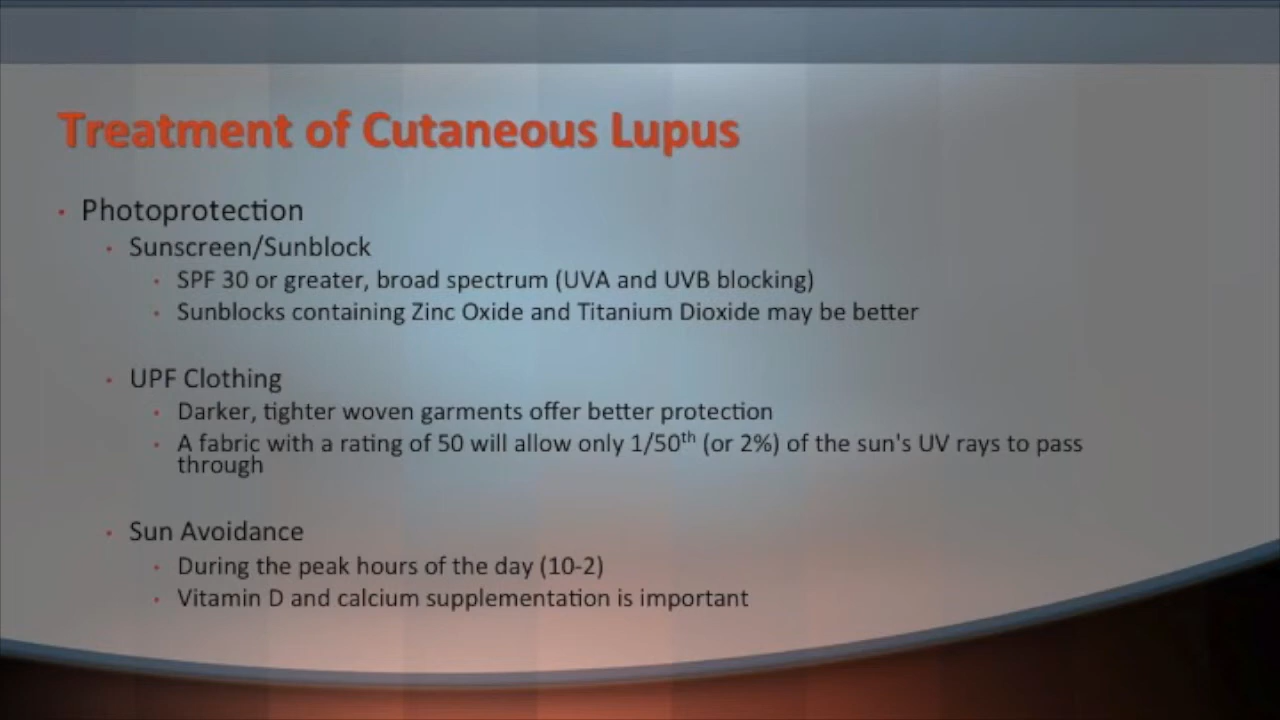 Treatment of Cutaneous Lupus
• Photoprotection
• Sunscreen/Sunblock
• SPF 30 or greater, broad spectrum (UVA and UVB blocking)
• Sunblocks containing Zinc Oxide and Titanium Dioxide may be better
• UPF Clothing
• Darker, tighter woven garments offer better protection
• A fabric with a rating of 50 will allow only 1/50th (or 2%) of the sun's UV rays to pass
through
• Sun Avoidance
• During the peak hours of the day (10-2)
• Vitamin D and calcium supplementation is important